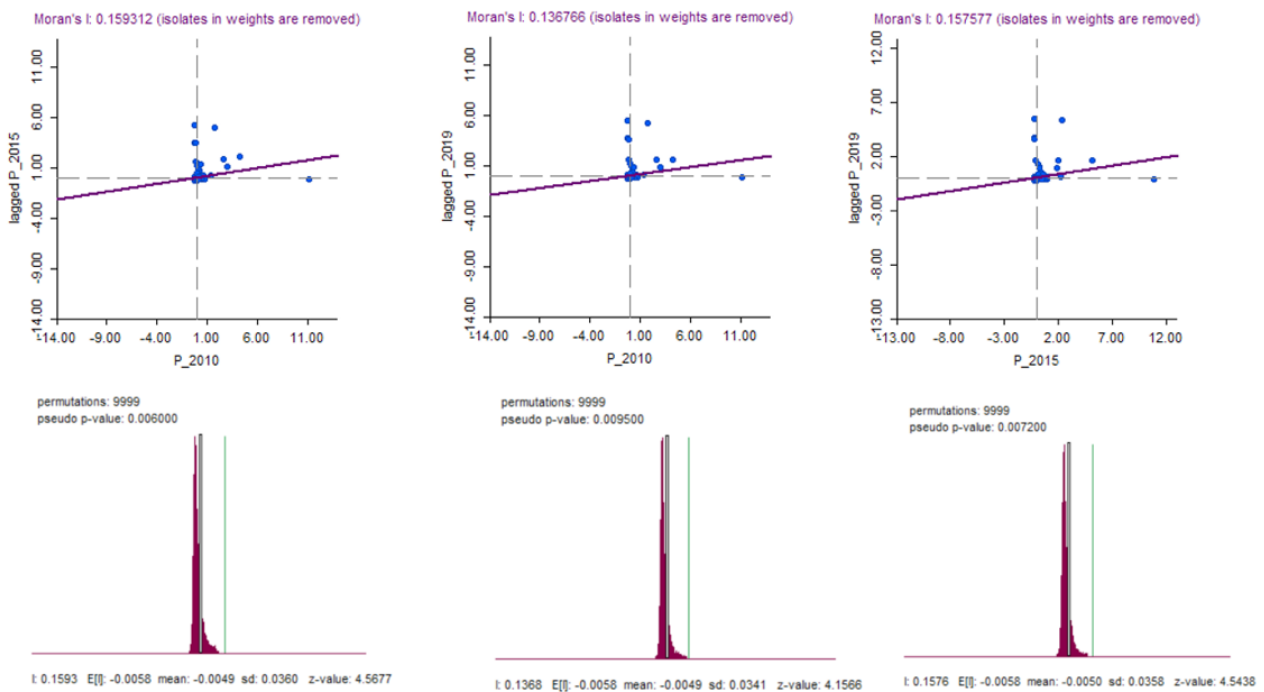 Moran's I: 0.159312 (isolates in weights are removed)
lagged P_2015
11.00
6.00
1.00
-4.00
-9.00
-14.00
-14.00 -9.00 -4.00 1.00 6.00 11.00
P_2010
permutations: 9999
pseudo p-value: 0.006000
I: 0.1593 E[I]: -0.0058 mean: -0.0049 sd: 0.0360 z-value: 4.5677
Moran's I: 0.136766 (isolates in weights are removed)
lagged P_2019
11.00
6.00
1.00
-4.00
-9.00
-14.00
-14.00 -9.00 -4.00 1.00 6.00 11.00
P_2010
permutations: 9999
pseudo p-value: 0.009500
I: 0.1368 E[I]: -0.0058 mean: -0.0049 sd: 0.0341 z-value: 4.1566
Moran's I: 0.157577 (isolates in weights are removed)
lagged P_2019
12.00
7.00
2.00
-3.00
-8.00
-13.00
-13.00 -8.00 -3.00 2.00 7.00 12.00
P_2015
permutations: 9999
pseudo p-value: 0.007200
I: 0.1576 E[I]: -0.0058 mean: -0.0050 sd: 0.0358 z-value: 4.5438